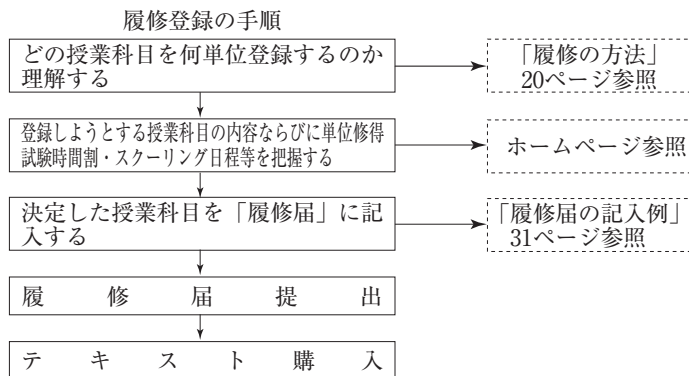 履修登録の手順
どの授業科目を何単位登録するのか
理解する
「履修の方法」
20ページ参照
登録しようとする授業科目の内容ならびに単位修得
試験時間割・スクーリング日程等を把握する
ホームページ参照
決定した授業科目を「履修届」に記
入する
「履修届の記入例」
31ページ参照
履修届提出
テキスト購入